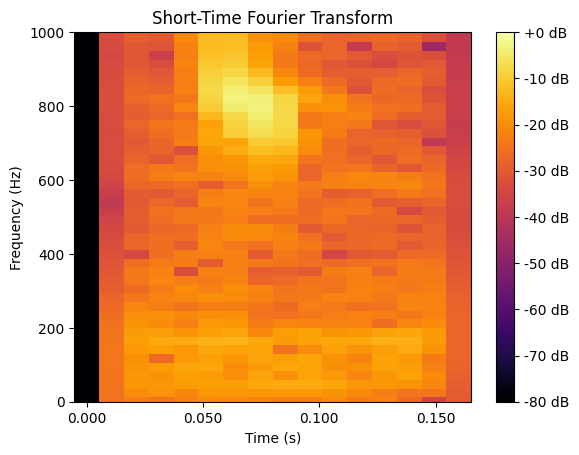 Short-Time Fourier Transform
1000
800
600
400
200
0
Frequency (Hz)
0.000
0.050
0.100
0.150
Time (s)
+0 dB
-10 dB
-20 dB
-30 dB
-40 dB
-50 dB
-60 dB
-70 dB
-80 dB